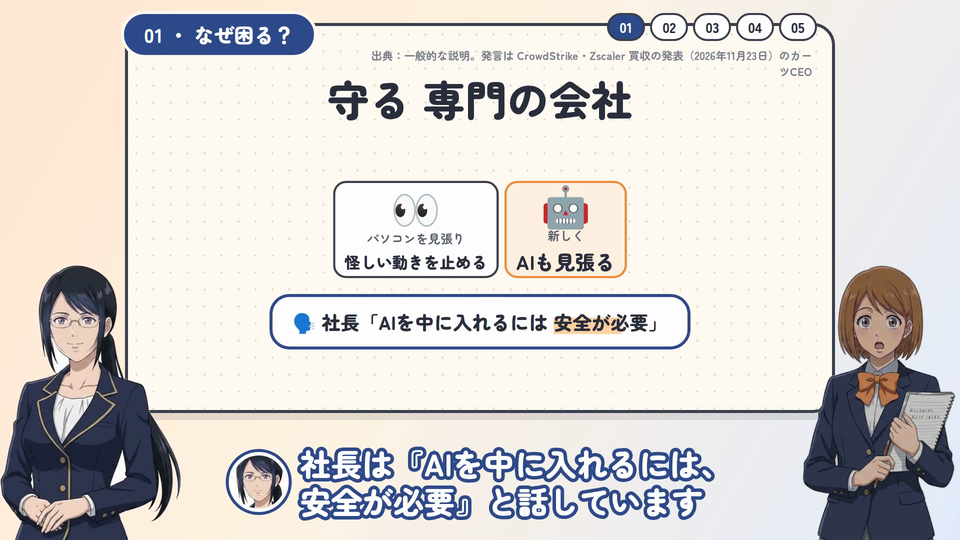 01 ・ なぜ困る？
01 02 03 04 05
出典：一般的な説明。発言は CrowdStrike・Zscaler 買収の発表（2026年11月23日）のカー
ツCEO
守る 専門の会社
パソコンを見張り
怪しい動きを止める
新しく
AIも見張る
社長「AIを中に入れるには 安全が必要」
社長は『AIを中に入れるには、
安全が必要』と話しています